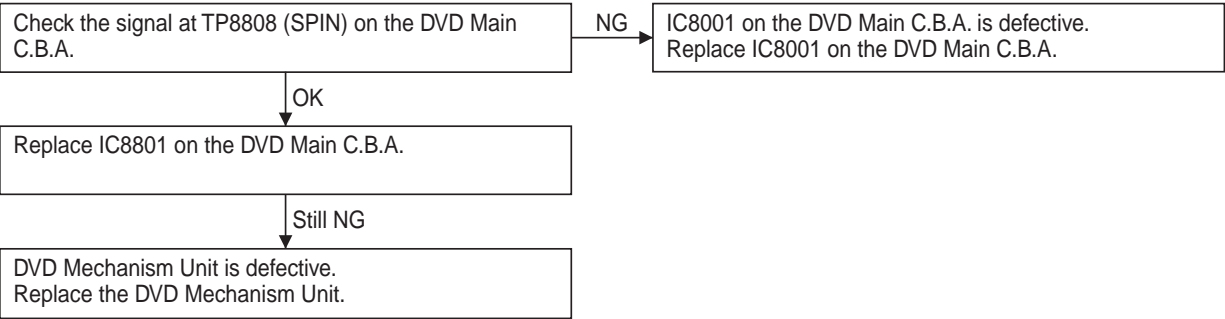 Check the signal at TP8808 (SPIN) on the DVD Main
C.B.A.
NG
IC8001 on the DVD Main C.B.A. is defective.
Replace IC8001 on the DVD Main C.B.A.
OK
Replace IC8801 on the DVD Main C.B.A.
Still NG
DVD Mechanism Unit is defective.
Replace the DVD Mechanism Unit.